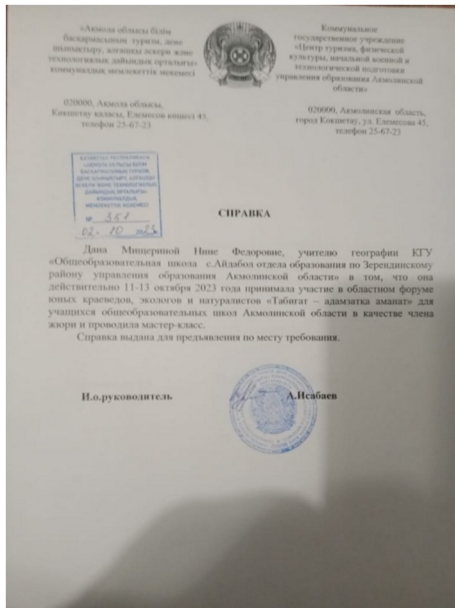 «Ақмола облысы білім
басқармасының туризм, дене
шынықтыру, алғашқы әскери және
технологиялық дайындық орталығы»
коммуналдық мемлекеттік мекемесі
Коммунальное
государственное учреждение
«Центр туризма, физической
культуры, начальной военной и
технологической подготовки
управления образования Акмолинской
области»
020000, Ақмола облысы,
Көкшетау қаласы, Елемесов көшесі 45,
телефон 25-67-23
020000, Акмолинская область,
город Кокшетау, ул. Елемесова 45,
телефон 25-67-23
№ 351
02 - 10 2023
СПРАВКА
Дана Мищериной Нине Федоровне, учителю географии КГУ
«Общеобразовательная школа с.Айдабол отдела образования по Зерендинскому
району управления образования Акмолинской области» в том, что она
действительно 11-13 октября 2023 года принимала участие в областном форуме
юных краеведов, экологов и натуралистов «Табиғат – адамзатқа аманат» для
учащихся общеобразовательных школ Акмолинской области в качестве члена
жюри и проводила мастер-класс.
Справка выдана для предъявления по месту требования.
И.о.руководитель
А.Исабаев